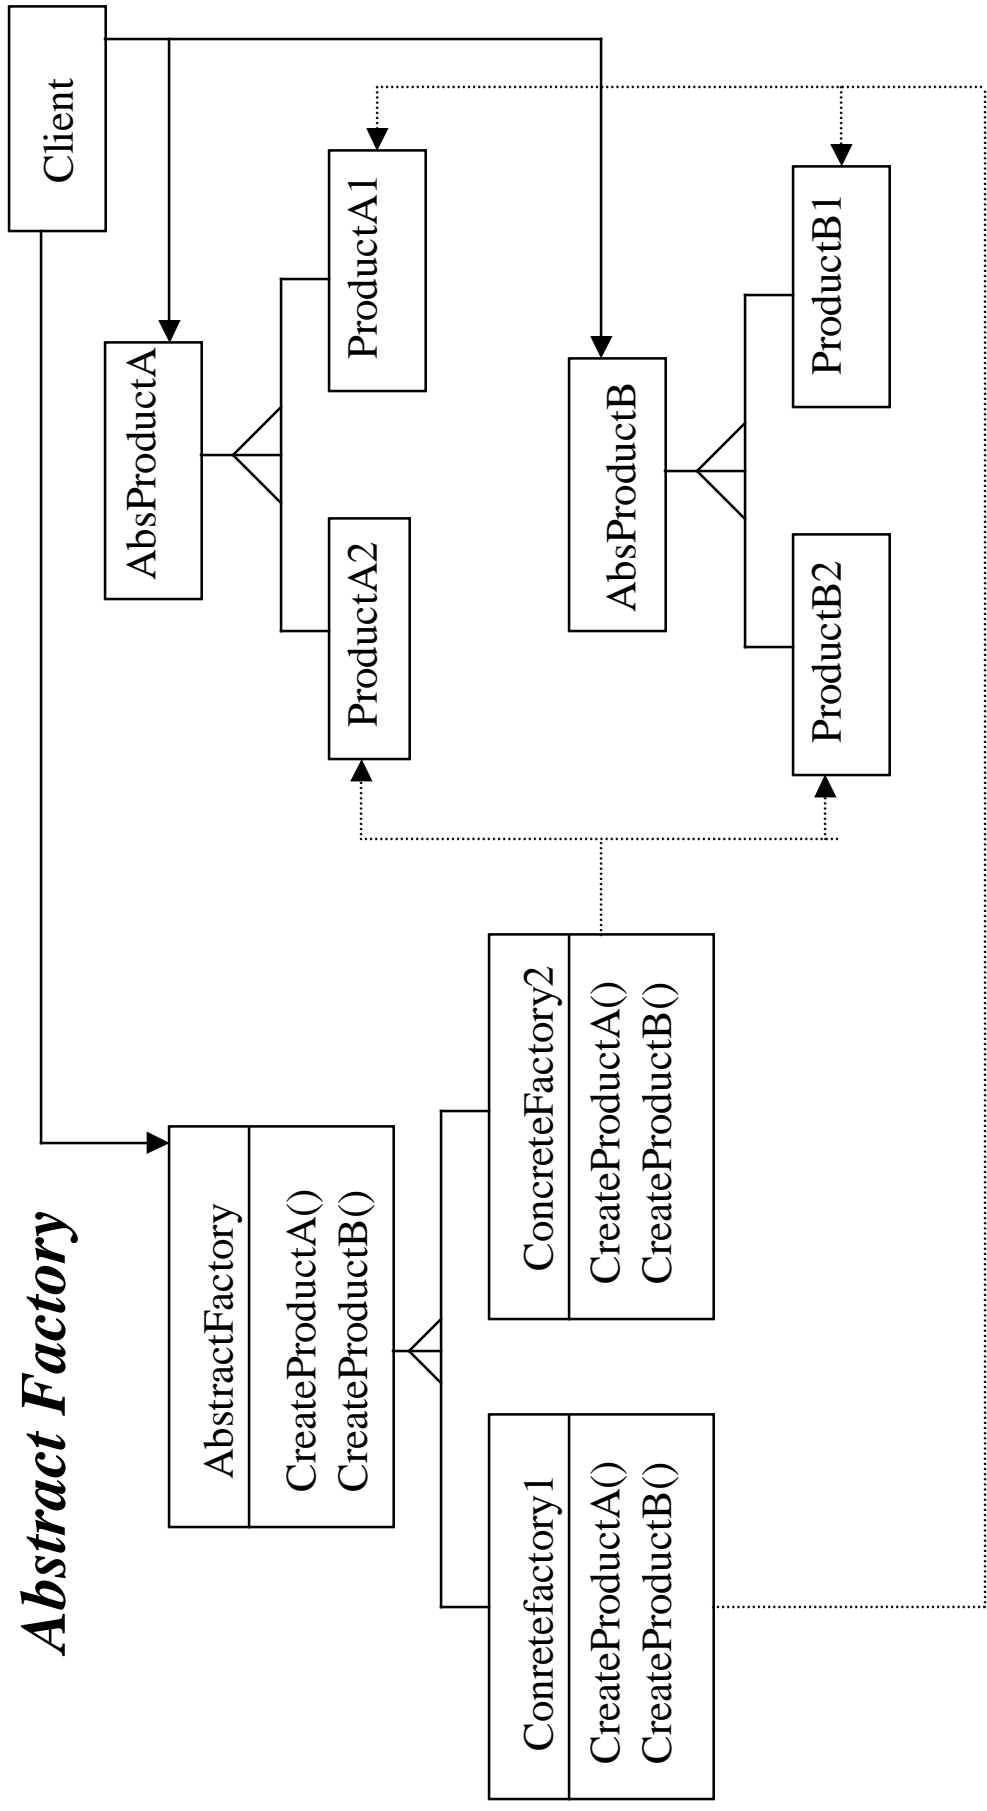 Abstract Factory
Client
AbstractFactory
CreateProductA()
CreateProductB()
AbsProductA
Conretefactory1
CreateProductA()
CreateProductB()
ConcreteFactory2
CreateProductA()
CreateProductB()
ProductA2
ProductA1
AbsProductB
ProductB2
ProductB1